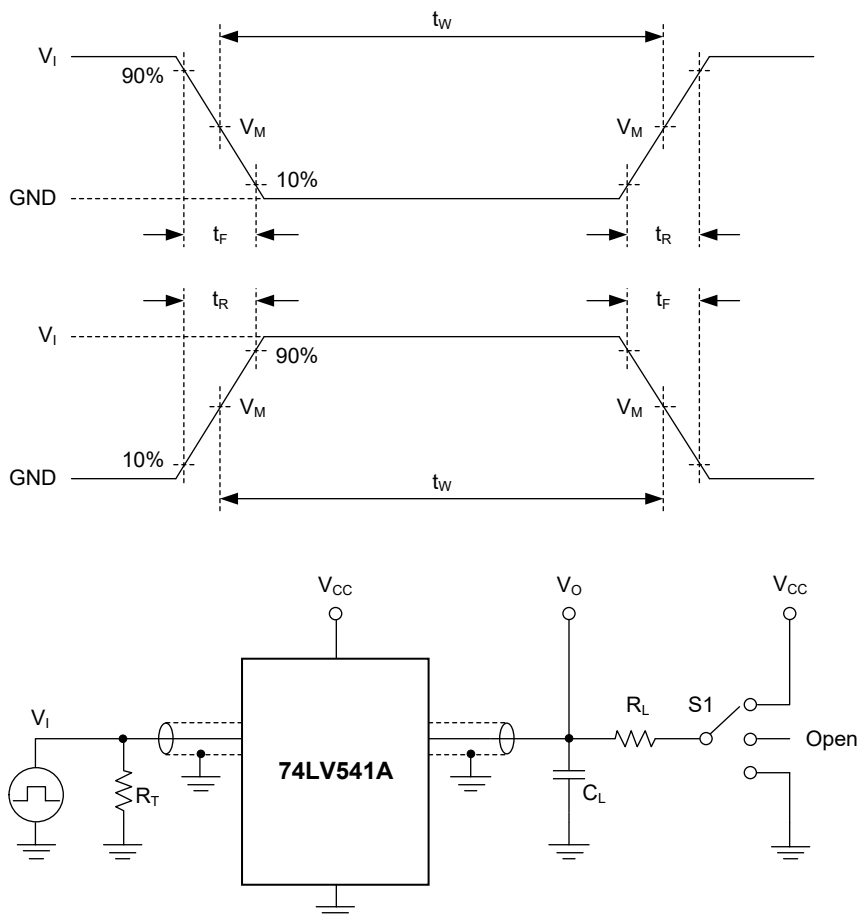 t_W
V_I
90%
V_M
V_M
10%
GND
t_F
t_R
t_R
t_F
V_I
90%
V_M
V_M
10%
GND
t_W
V_CC
V_O
V_CC
V_I
R_L
S1
Open
74LV541A
R_T
C_L